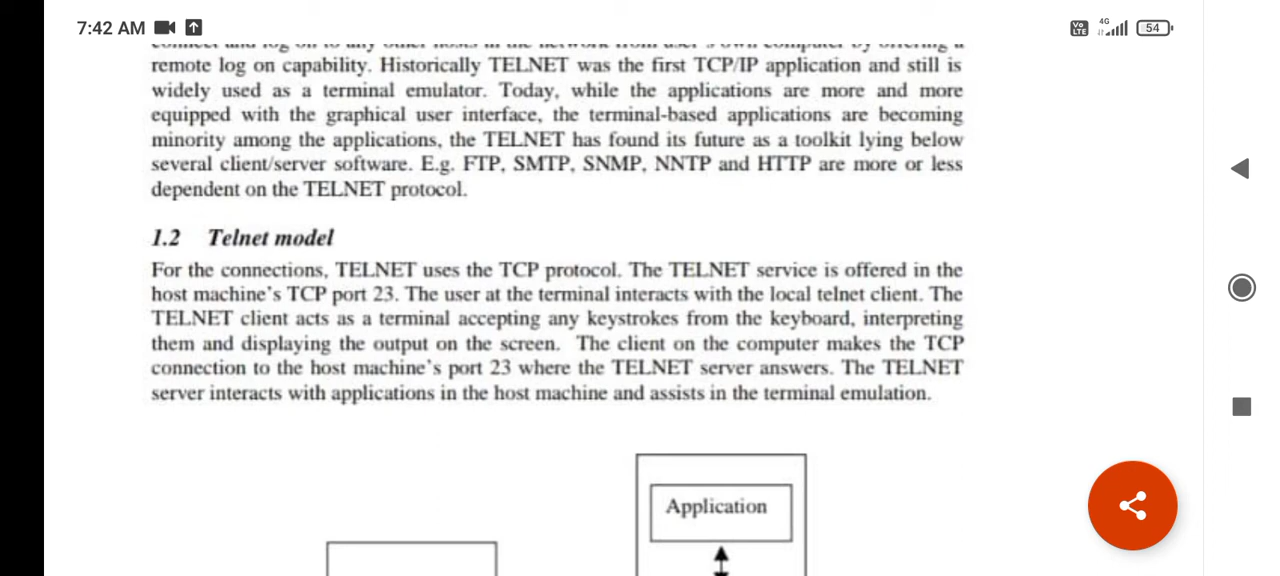 7:42 AM
Vo LTE 4G 54
remote log on capability. Historically TELNET was the first TCP/IP application and still is
widely used as a terminal emulator. Today, while the applications are more and more
equipped with the graphical user interface, the terminal-based applications are becoming
minority among the applications, the TELNET has found its future as a toolkit lying below
several client/server software. E.g. FTP, SMTP, SNMP, NNTP and HTTP are more or less
dependent on the TELNET protocol.
1.2 Telnet model
For the connections, TELNET uses the TCP protocol. The TELNET service is offered in the
host machine's TCP port 23. The user at the terminal interacts with the local telnet client. The
TELNET client acts as a terminal accepting any keystrokes from the keyboard, interpreting
them and displaying the output on the screen. The client on the computer makes the TCP
connection to the host machine's port 23 where the TELNET server answers. The TELNET
server interacts with applications in the host machine and assists in the terminal emulation.
Application